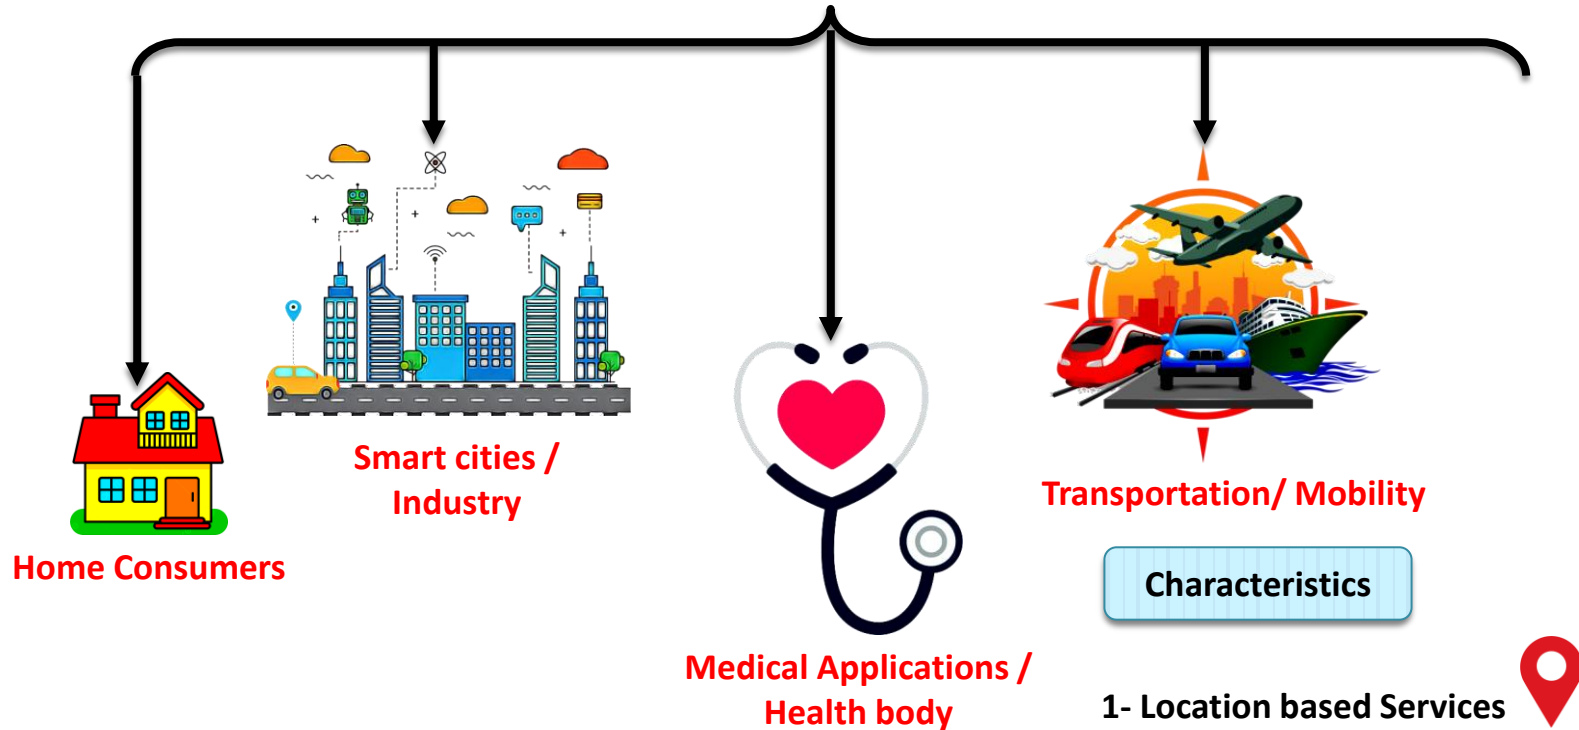 Smart cities /
Industry
Transportation/ Mobility
Home Consumers
Characteristics
Medical Applications /
Health body
1- Location based Services